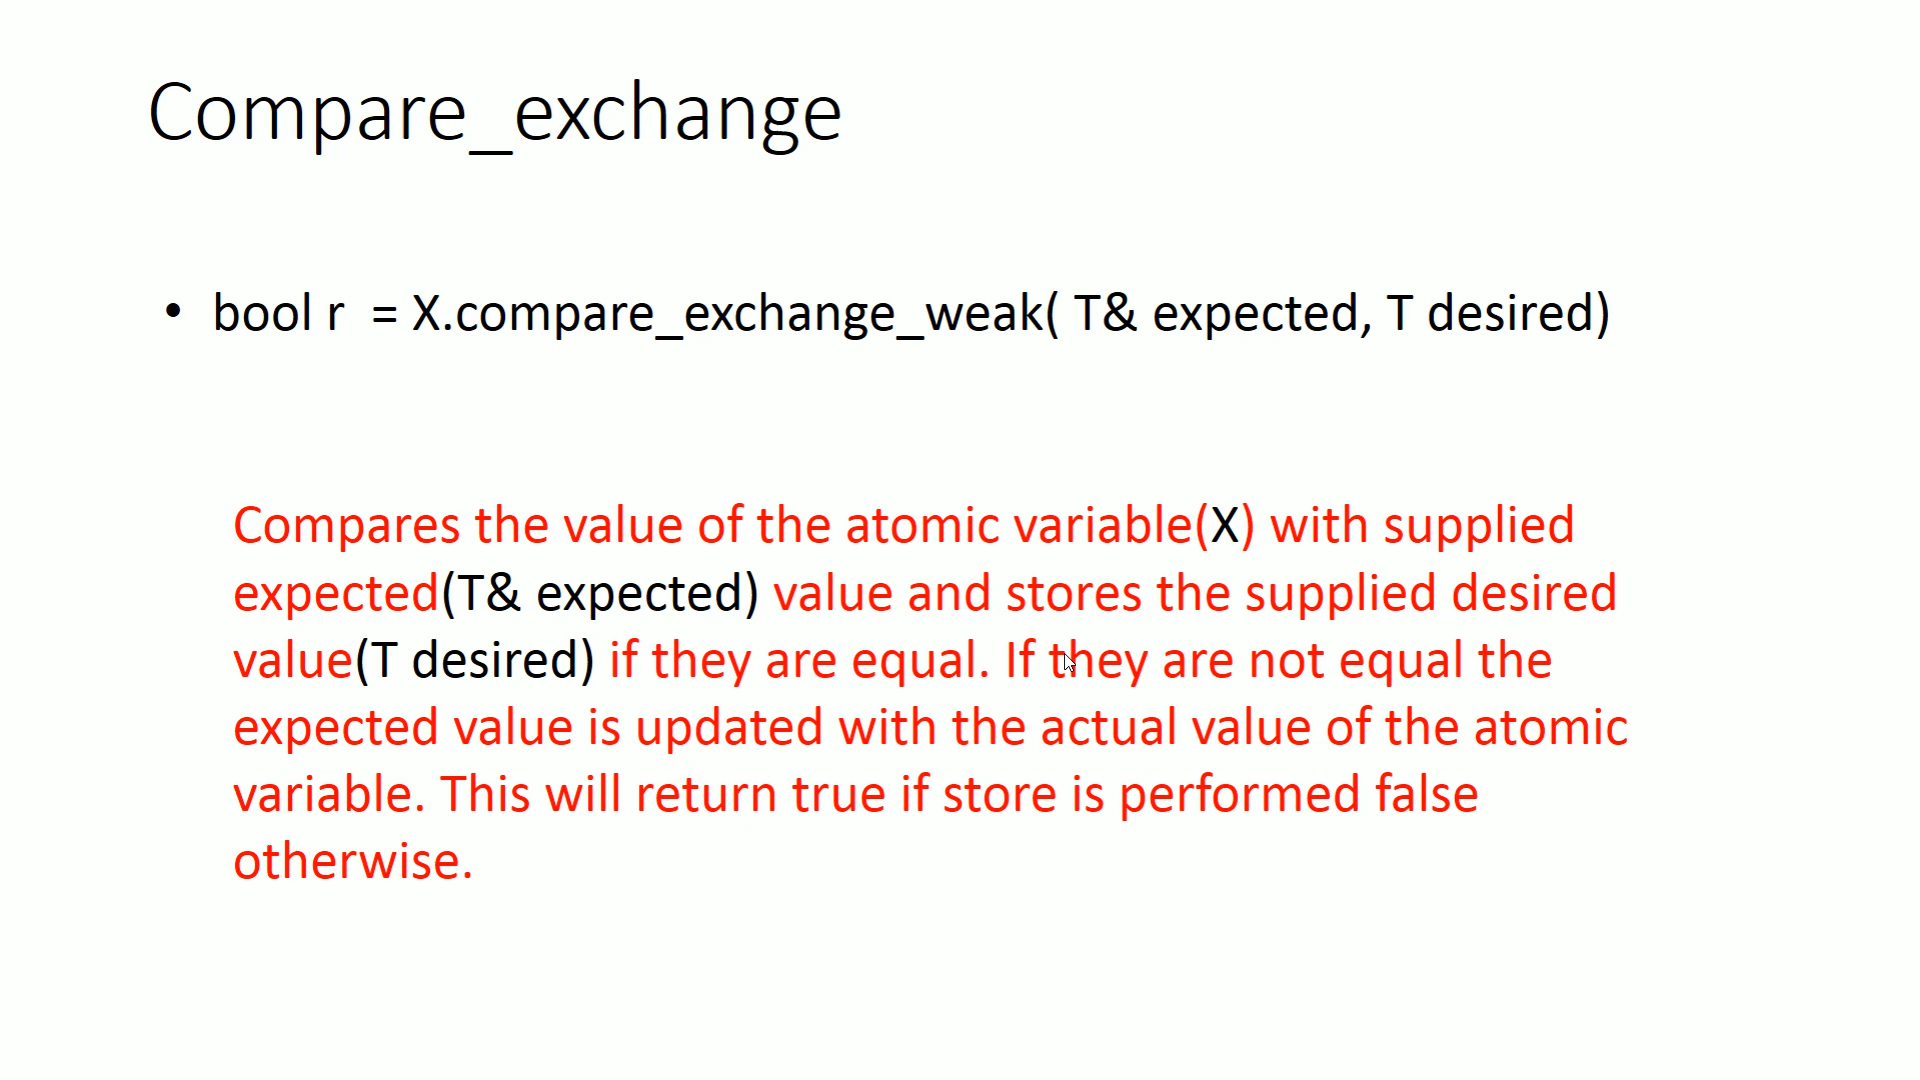 Compare_exchange
• bool r = X.compare_exchange_weak( T& expected, T desired)
Compares the value of the atomic variable(X) with supplied
expected(T& expected) value and stores the supplied desired
value(T desired) if they are equal. If they are not equal the
expected value is updated with the actual value of the atomic
variable. This will return true if store is performed false
otherwise.